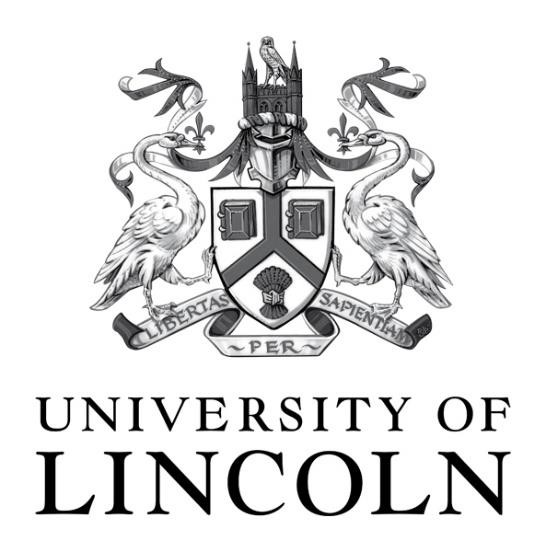 LIBERTAS
~PER~
SAPIENTIAM
UNIVERSITY OF
LINCOLN